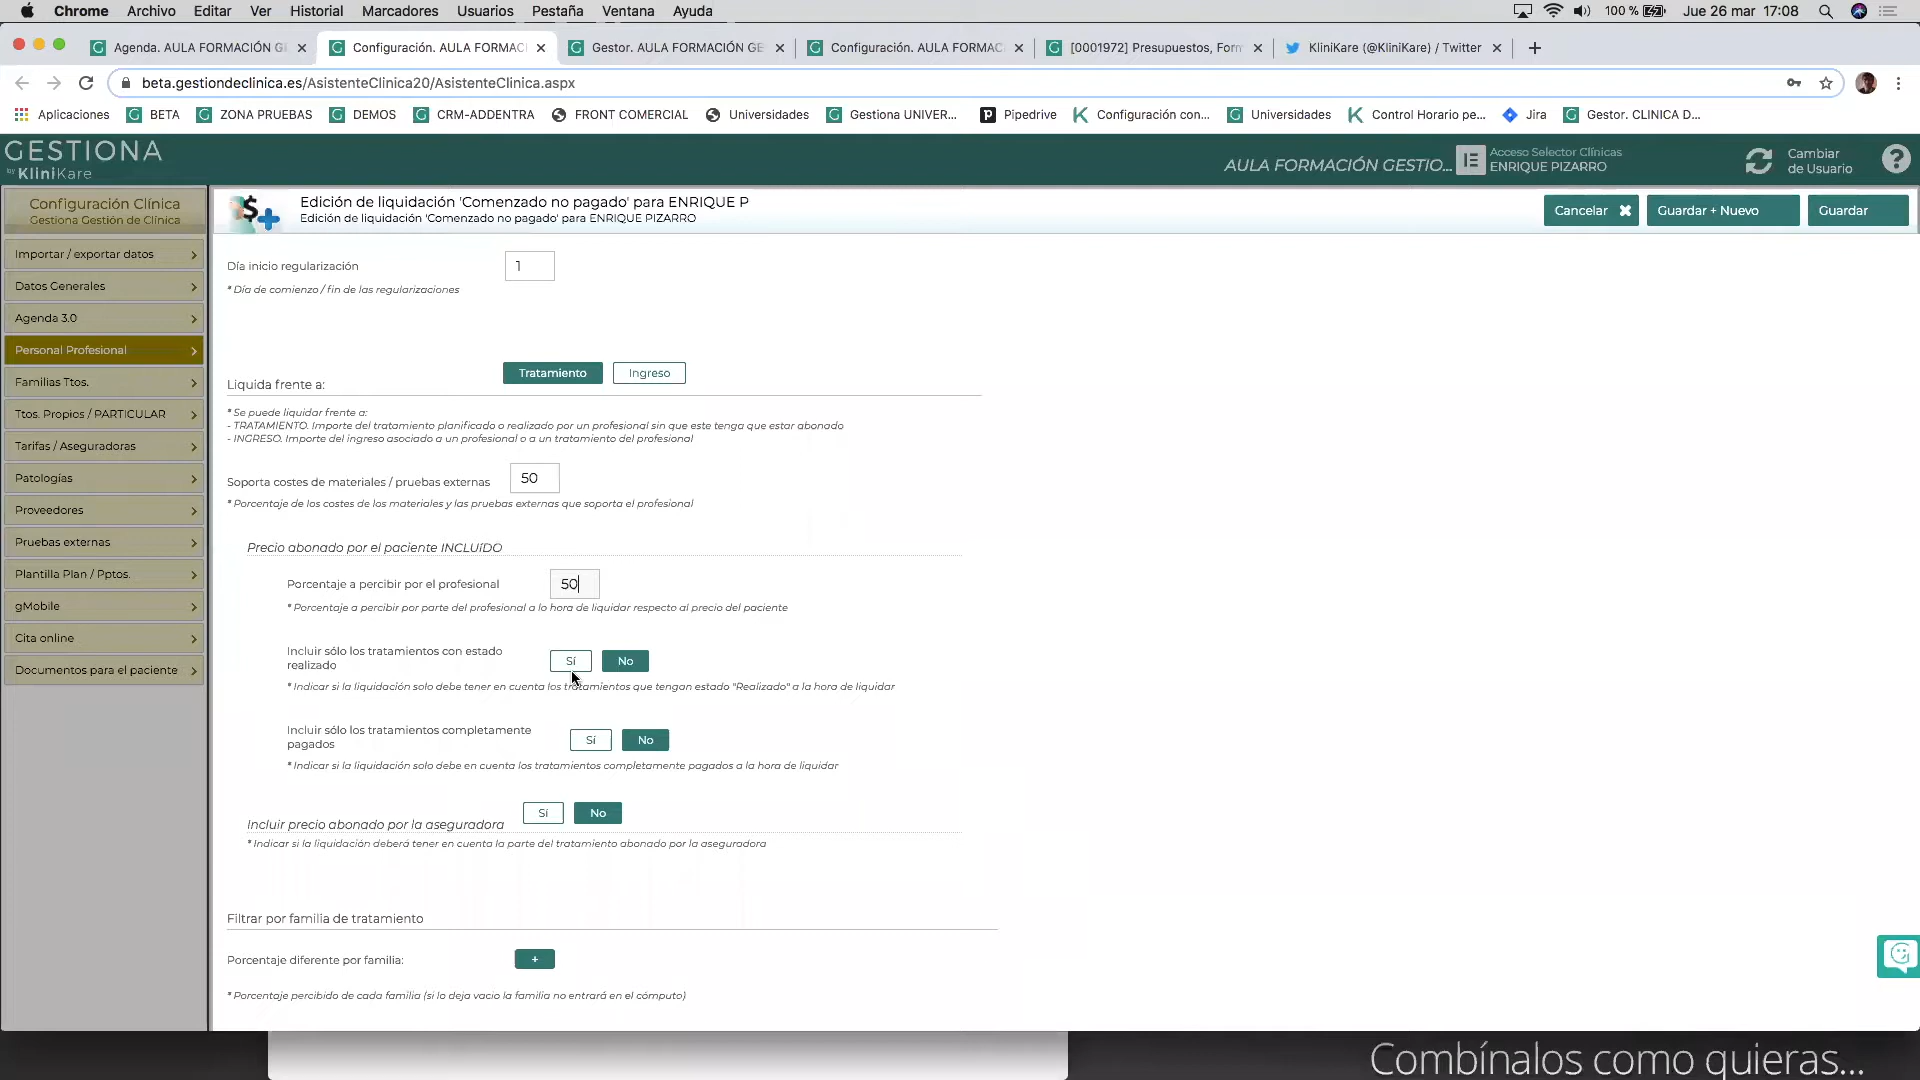 Chrome Archivo Editar Ver Historial Marcadores Usuarios Pestaña Ventana Ayuda 100 % Jue 26 mar 17:08
Agenda. AULA FORMACIÓN G
Configuración. AULA FORMAC
Gestor. AULA FORMACIÓN GE
Configuración. AULA FORMAC
[0001972] Presupuestos, Form
KliniKare (@KliniKare) / Twitter
beta.gestiondeclinica.es/AsistenteClinica20/AsistenteClinica.aspx
Aplicaciones BETA ZONA PRUEBAS DEMOS CRM-ADDENTRA FRONT COMERCIAL Universidades Gestiona UNIVER... Pipedrive Configuración con... Universidades Control Horario pe... Jira Gestor. CLINICA D...
GESTIONA
by KliniKare
AULA FORMACIÓN GESTIO...
Acceso Selector Clínicas
ENRIQUE PIZARRO
Cambiar
de Usuario
?
Configuración Clínica
Gestiona Gestión de Clínica
Importar / exportar datos
Datos Generales
Agenda 3.0
Personal Profesional
Familias Ttos.
Ttos. Propios / PARTICULAR
Tarifas / Aseguradoras
Patologías
Proveedores
Pruebas externas
Plantilla Plan / Pptos.
gMobile
Cita online
Documentos para el paciente
Edición de liquidación 'Comenzado no pagado' para ENRIQUE P
Edición de liquidación 'Comenzado no pagado' para ENRIQUE PIZARRO
Cancelar
Guardar + Nuevo
Guardar
Día inicio regularización 1
* Día de comienzo / fin de las regularizaciones
Liquida frente a: Tratamiento Ingreso
* Se puede liquidar frente a:
- TRATAMIENTO. Importe del tratamiento planificado o realizado por un profesional sin que este tenga que estar abonado
- INGRESO. Importe del ingreso asociado a un profesional o a un tratamiento del profesional
Soporta costes de materiales / pruebas externas 50
* Porcentaje de los costes de los materiales y las pruebas externas que soporta el profesional
Precio abonado por el paciente INCLUÍDO
Porcentaje a percibir por el profesional 50
* Porcentaje a percibir por parte del profesional a la hora de liquidar respecto al precio del paciente
Incluir sólo los tratamientos con estado
realizado Sí No
* Indicar si la liquidación solo debe tener en cuenta los tratamientos que tengan estado "Realizado" a la hora de liquidar
Incluir sólo los tratamientos completamente
pagados Sí No
* Indicar si la liquidación solo debe en cuenta los tratamientos completamente pagados a la hora de liquidar
Incluir precio abonado por la aseguradora Sí No
* Indicar si la liquidación deberá tener en cuenta la parte del tratamiento abonado por la aseguradora
Filtrar por familia de tratamiento
Porcentaje diferente por familia: +
* Porcentaje percibido de cada familia (si lo deja vacio la familia no entrará en el cómputo)
Combínalos como quieras...